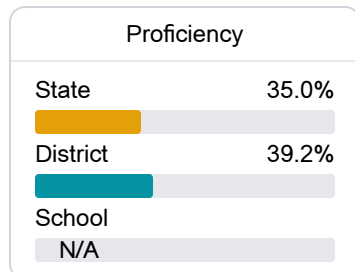 Proficiency
State 35.0%
District 39.2%
School
N/A